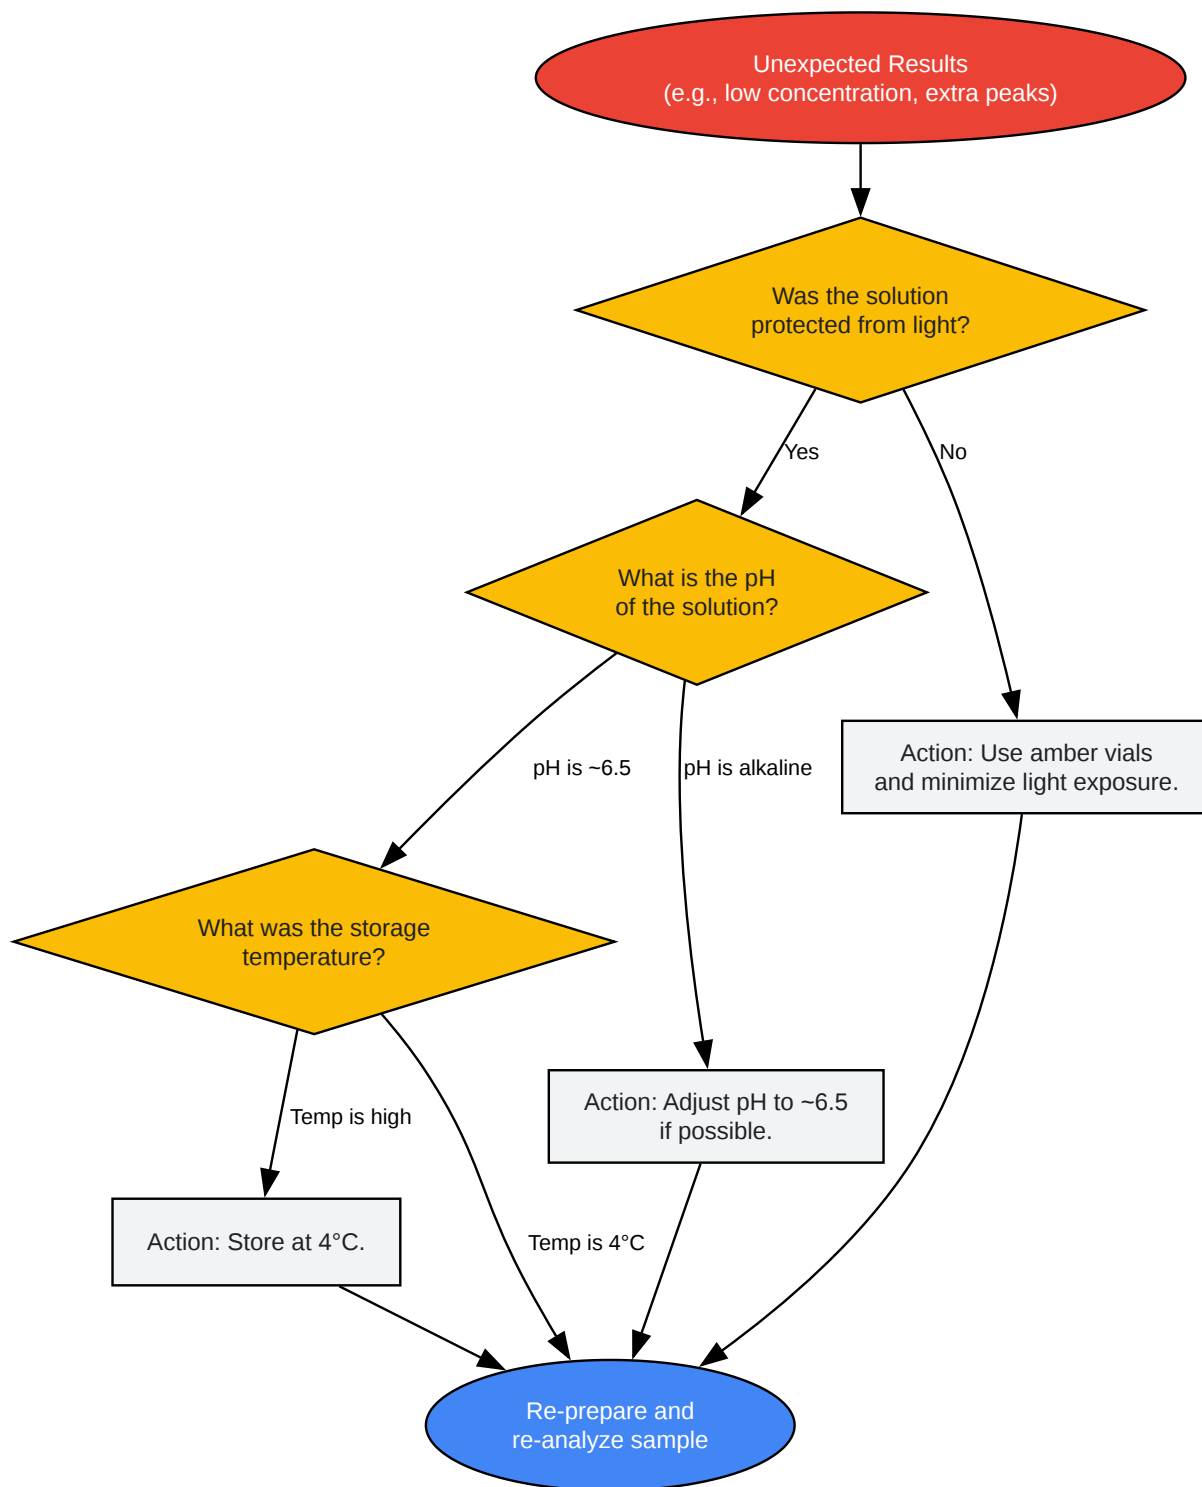 Unexpected Results
(e.g., low concentration, extra peaks)
Was the solution
protected from light?
Yes
No
What is the pH
of the solution?
pH is ~6.5
pH is alkaline
Action: Use amber vials
and minimize light exposure.
What was the storage
temperature?
Temp is high
Action: Adjust pH to ~6.5
if possible.
Action: Store at 4°C.
Temp is 4°C
Re-prepare and
re-analyze sample